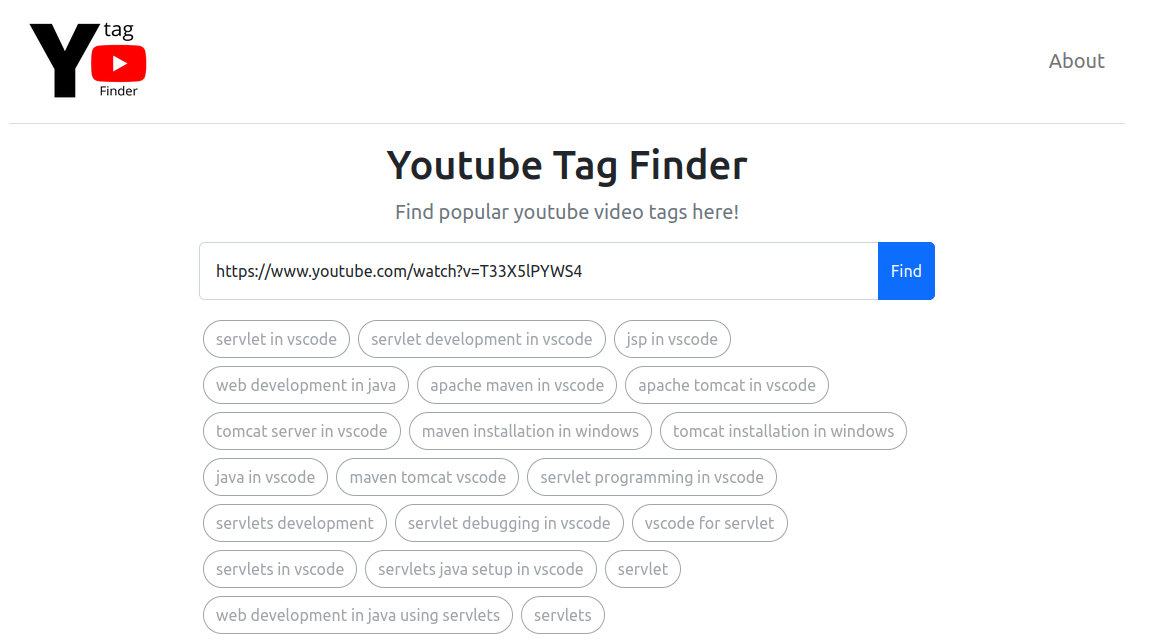 Y tag
Finder
About
Youtube Tag Finder
Find popular youtube video tags here!
https://www.youtube.com/watch?v=T33X5lPYWS4 Find
servlet in vscode servlet development in vscode jsp in vscode
web development in java apache maven in vscode apache tomcat in vscode
tomcat server in vscode maven installation in windows tomcat installation in windows
java in vscode maven tomcat vscode servlet programming in vscode
servlets development servlet debugging in vscode vscode for servlet
servlets in vscode servlets java setup in vscode servlet
web development in java using servlets servlets